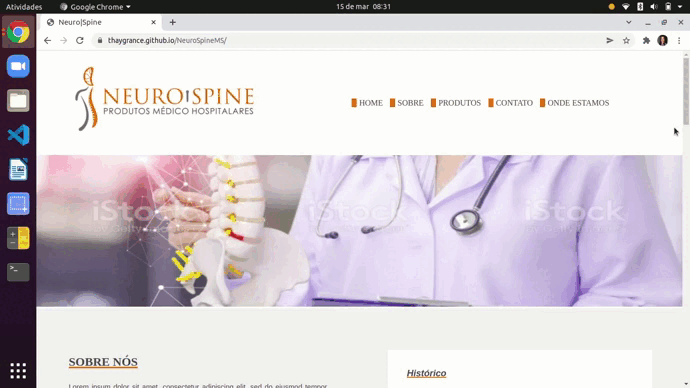 Atividades
Google Chrome
15 de mar 08:31
Neuro|Spine
thaygrance.github.io/NeuroSpineMS/
NEURO|SPINE
PRODUTOS MÉDICO HOSPITALARES
HOME
SOBRE
PRODUTOS
CONTATO
ONDE ESTAMOS
iStock
iStock
iStock
SOBRE NÓS
Histórico
Lorem ipsum dolor sit amet, consectetur adipiscing elit, sed do eiusmod tempor